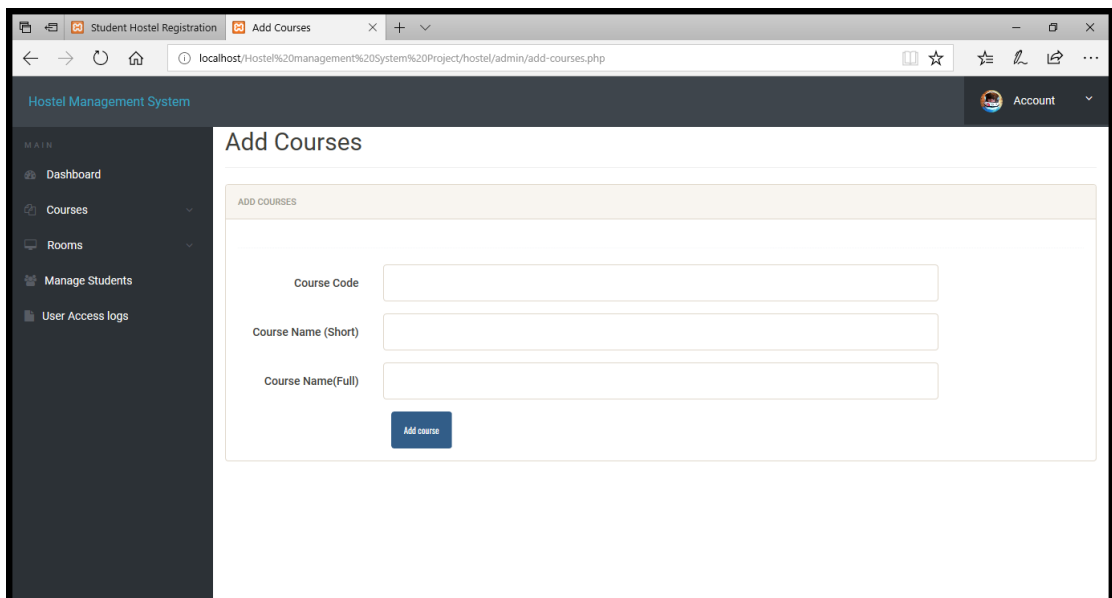 Student Hostel Registration
Add Courses
localhost/Hostel%20management%20System%20Project/hostel/admin/add-courses.php
Hostel Management System
Account
MAIN
Dashboard
Courses
Rooms
Manage Students
User Access logs
Add Courses
ADD COURSES
Course Code
Course Name (Short)
Course Name(Full)
Add course